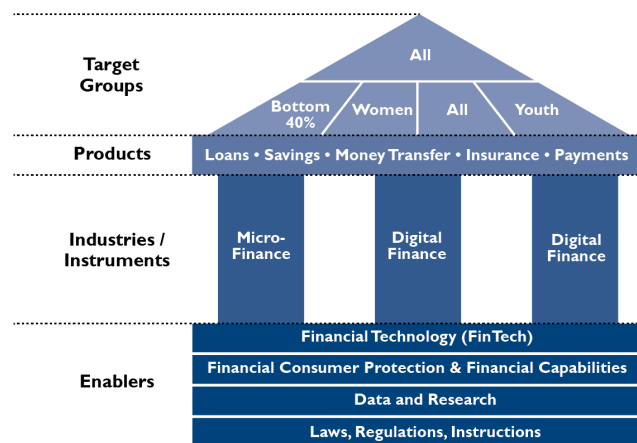 Target
Groups
All
Bottom
40%
Women
All
Youth
Products
Loans • Savings • Money Transfer • Insurance • Payments
Industries /
Instruments
Micro-
Finance
Digital
Finance
Digital
Finance
Enablers
Financial Technology (FinTech)
Financial Consumer Protection & Financial Capabilities
Data and Research
Laws, Regulations, Instructions